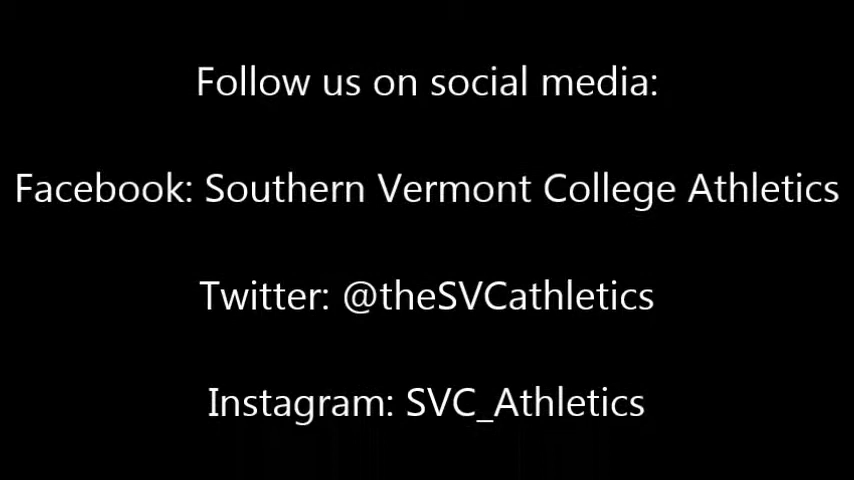 Follow us on social media:
Facebook: Southern Vermont College Athletics
Twitter: @theSVCathletics
Instagram: SVC_Athletics